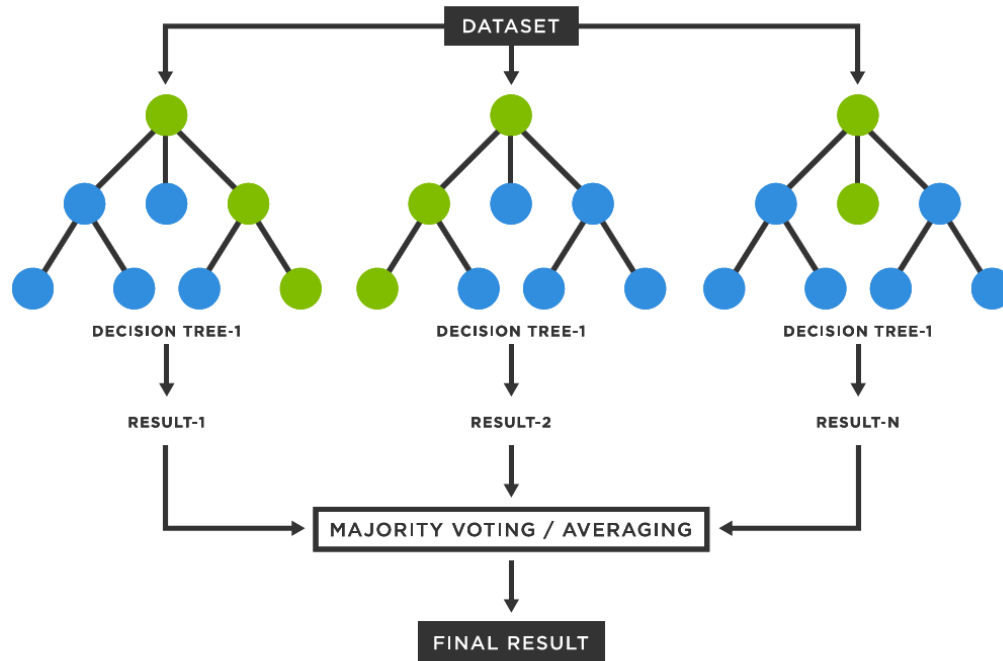 DATASET
DECISION TREE-1
DECISION TREE-1
DECISION TREE-1
RESULT-1
RESULT-2
RESULT-N
MAJORITY VOTING / AVERAGING
FINAL RESULT